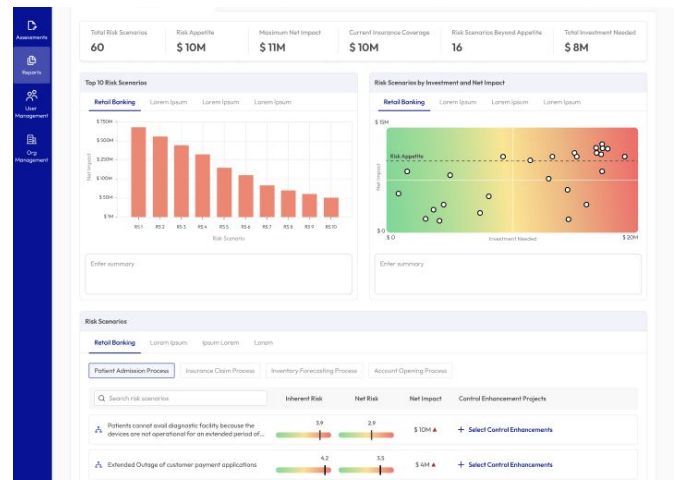 Assessments
Reports
User
Management
Org
Management
Total Risk Scenarios
60
Risk Appetite
$ 10M
Maximum Net Impact
$ 11M
Current Insurance Coverage
$ 10M
Risk Scenarios Beyond Appetite
16
Total Investment Needed
$ 8M
Top 10 Risk Scenarios
Retail Banking Lorem Ipsum Lorem Ipsum Lorem Ipsum
$ 500M
$ 250M
$ 100M
$ 50M
$ 1M
Net Impact
RS 1 RS 2 RS 3 RS 4 RS 5 RS 6 RS 7 RS 8 RS 9 RS 10
Risk Scenario
Enter summary
Risk Scenarios by Investment and Net Impact
Retail Banking Lorem Ipsum Lorem Ipsum Lorem Ipsum
$ 15M
Risk Appetite
Net Impact
$ 0
$ 0 Investment Needed $ 20M
Enter summary
Risk Scenarios
Retail Banking Lorem Ipsum Ipsum Lorem Lorem
Patient Admission Process Insurance Claim Process Inventory Forecasting Process Account Opening Process
Search risk scenarios Inherent Risk Net Risk Net Impact Control Enhancement Projects
Patients cannot avail diagnostic facility because the
devices are not operational for an extended period of...
3.9 2.9 $ 10M + Select Control Enhancements
Extended Outage of customer payment applications
4.2 3.5 $ 4M + Select Control Enhancements